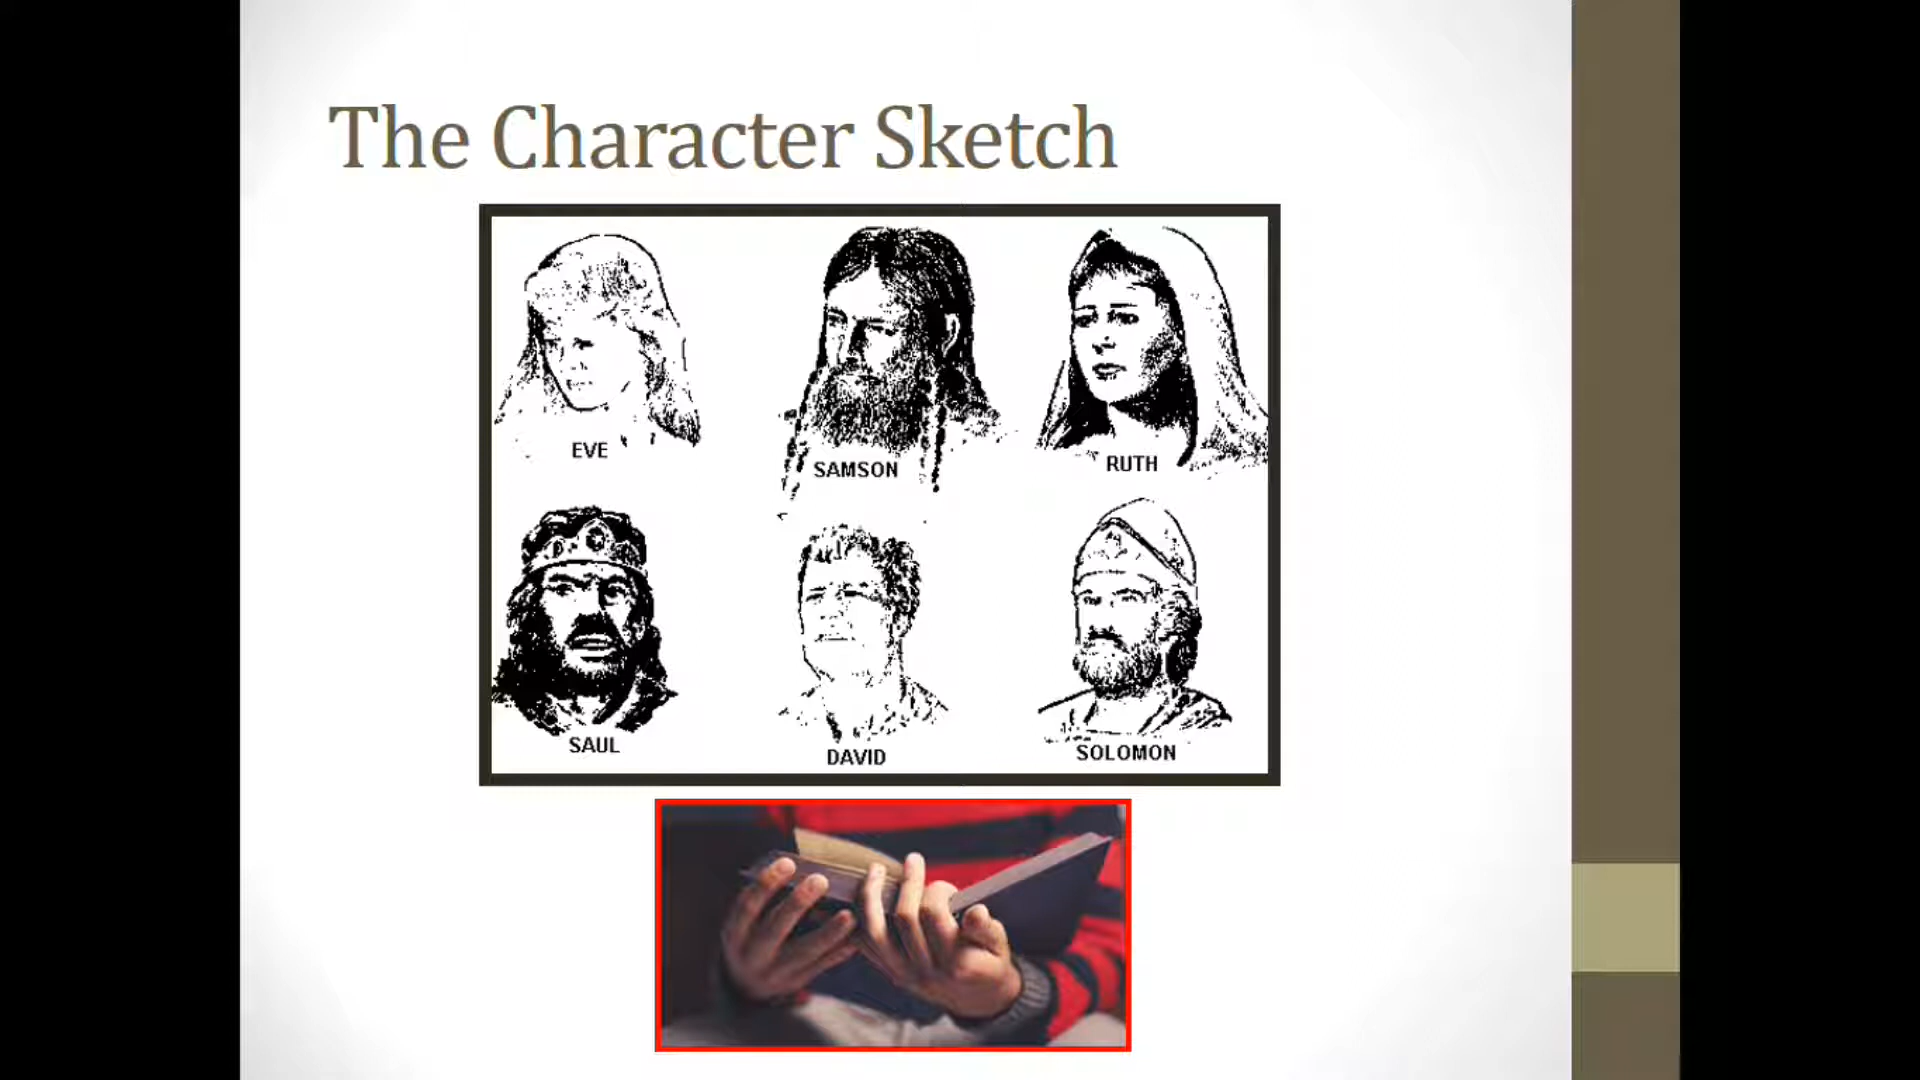 The Character Sketch
EVE
SAMSON
RUTH
SAUL
DAVID
SOLOMON